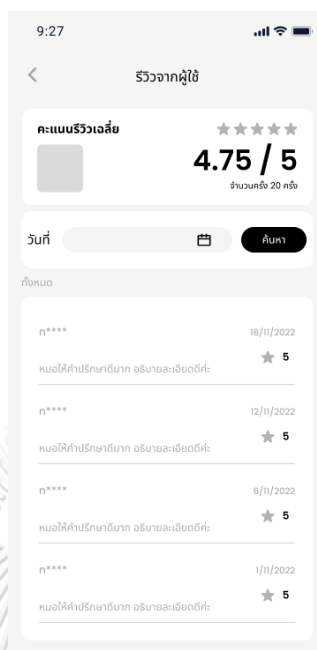 9:27
รีวิวจากผู้ใช้
คะแนนรีวิวเฉลี่ย
4.75 / 5
จำนวนครั้ง 20 ครั้ง
วันที่
ค้นหา
ทั้งหมด
ก****
18/11/2022
5
หมอให้คำปรึกษาดีมาก อธิบายละเอียดดีค่ะ
ก****
12/11/2022
5
หมอให้คำปรึกษาดีมาก อธิบายละเอียดดีค่ะ
ก****
6/11/2022
5
หมอให้คำปรึกษาดีมาก อธิบายละเอียดดีค่ะ
ก****
1/11/2022
5
หมอให้คำปรึกษาดีมาก อธิบายละเอียดดีค่ะ